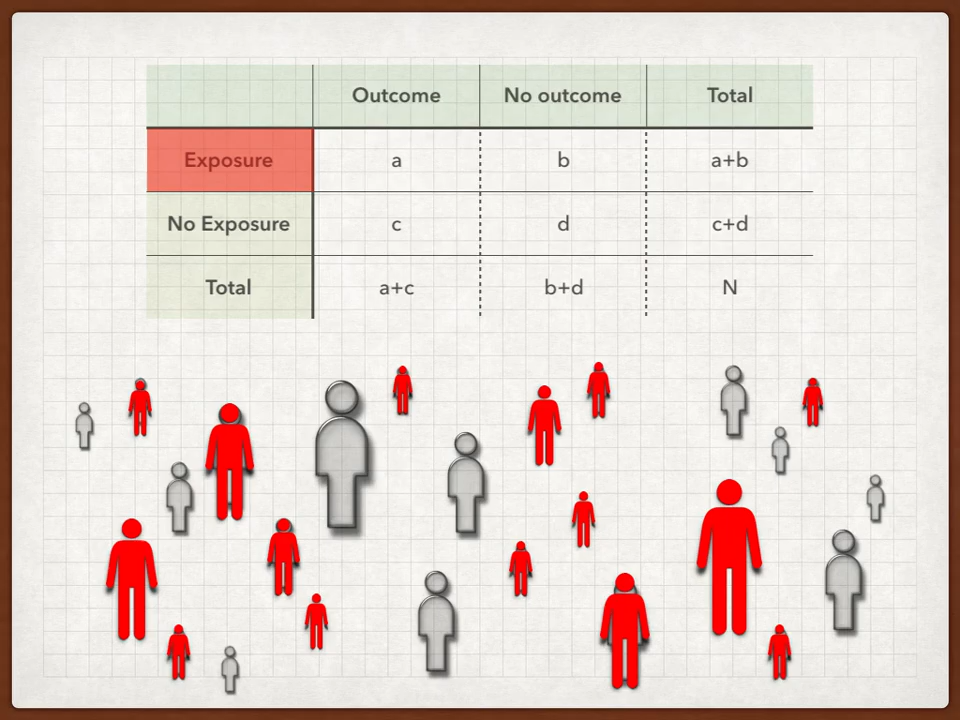 Outcome No outcome Total
Exposure a b a+b
No Exposure c d c+d
Total a+c b+d N